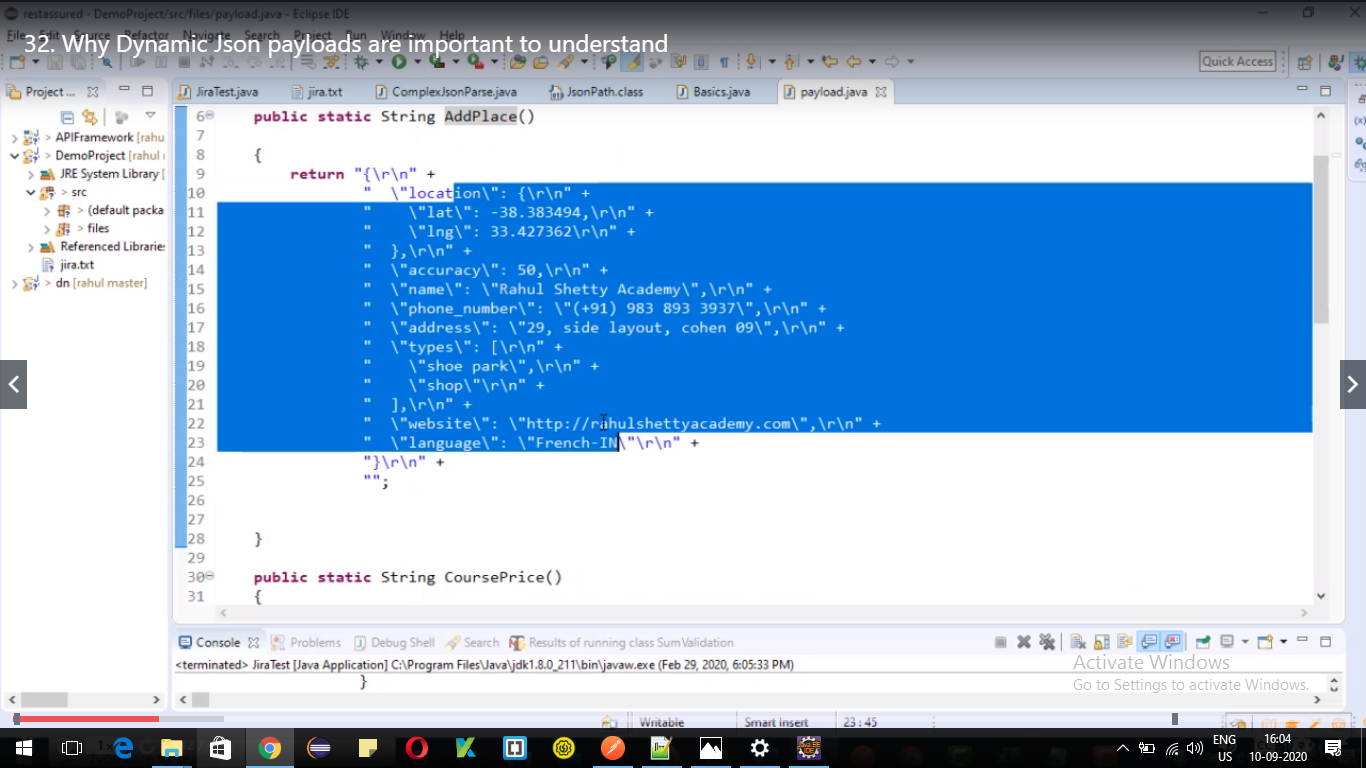 restassured - DemoProject/src/files/payload.java - Eclipse IDE
File Edit Source Refactor Navigate Search Project Run Window Help
32. Why Dynamic Json payloads are important to understand
Quick Access
Project ...
JiraTest.java jira.txt ComplexJsonParse.java JsonPath.class Basics.java payload.java
> APIFramework [rahu
> DemoProject [rahul
JRE System Library [
> src
> (default packa
> files
Referenced Librarie
jira.txt
> dn [rahul master]
6 public static String AddPlace()
7
8 {
9 return "{\r\n" +
10 " \"location\": {\r\n" +
11 " \"lat\": -38.383494,\r\n" +
12 " \"lng\": 33.427362\r\n" +
13 " },\r\n" +
14 " \"accuracy\": 50,\r\n" +
15 " \"name\": \"Rahul Shetty Academy\",\r\n" +
16 " \"phone_number\": \"(+91) 983 893 3937\",\r\n" +
17 " \"address\": \"29, side layout, cohen 09\",\r\n" +
18 " \"types\": [\r\n" +
19 " \"shoe park\",\r\n" +
20 " \"shop\"\r\n" +
21 " ],\r\n" +
22 " \"website\": \"http://rahulshettyacademy.com\",\r\n" +
23 " \"language\": \"French-IN\"\r\n" +
24 "}\r\n" +
25 "";
26
27
28 }
29
30 public static String CoursePrice()
31 {
Console Problems Debug Shell Search Results of running class SumValidation
<terminated> JiraTest [Java Application] C:\Program Files\Java\jdk1.8.0_211\bin\javaw.exe (Feb 29, 2020, 6:05:33 PM)
}
Activate Windows
Go to Settings to activate Windows.
Writable Smart Insert 23 : 45
ENG
US
16:04
10-09-2020